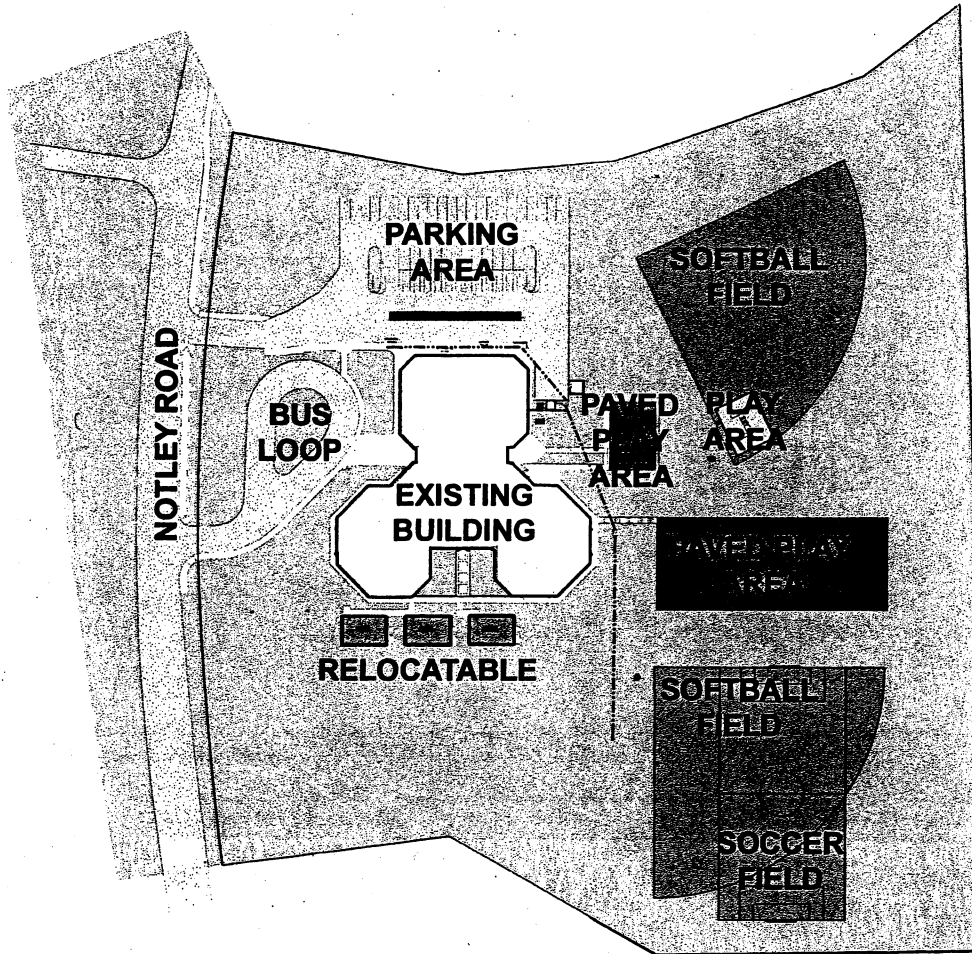 PARKING
AREA
SOFTBALL
FIELD
NOTLEY ROAD
BUS
LOOP
PAVED
PLAY
AREA
PLAY
AREA
EXISTING
BUILDING
PAVED PLAY
AREA
RELOCATABLE
SOFTBALL
FIELD
SOCCER
FIELD